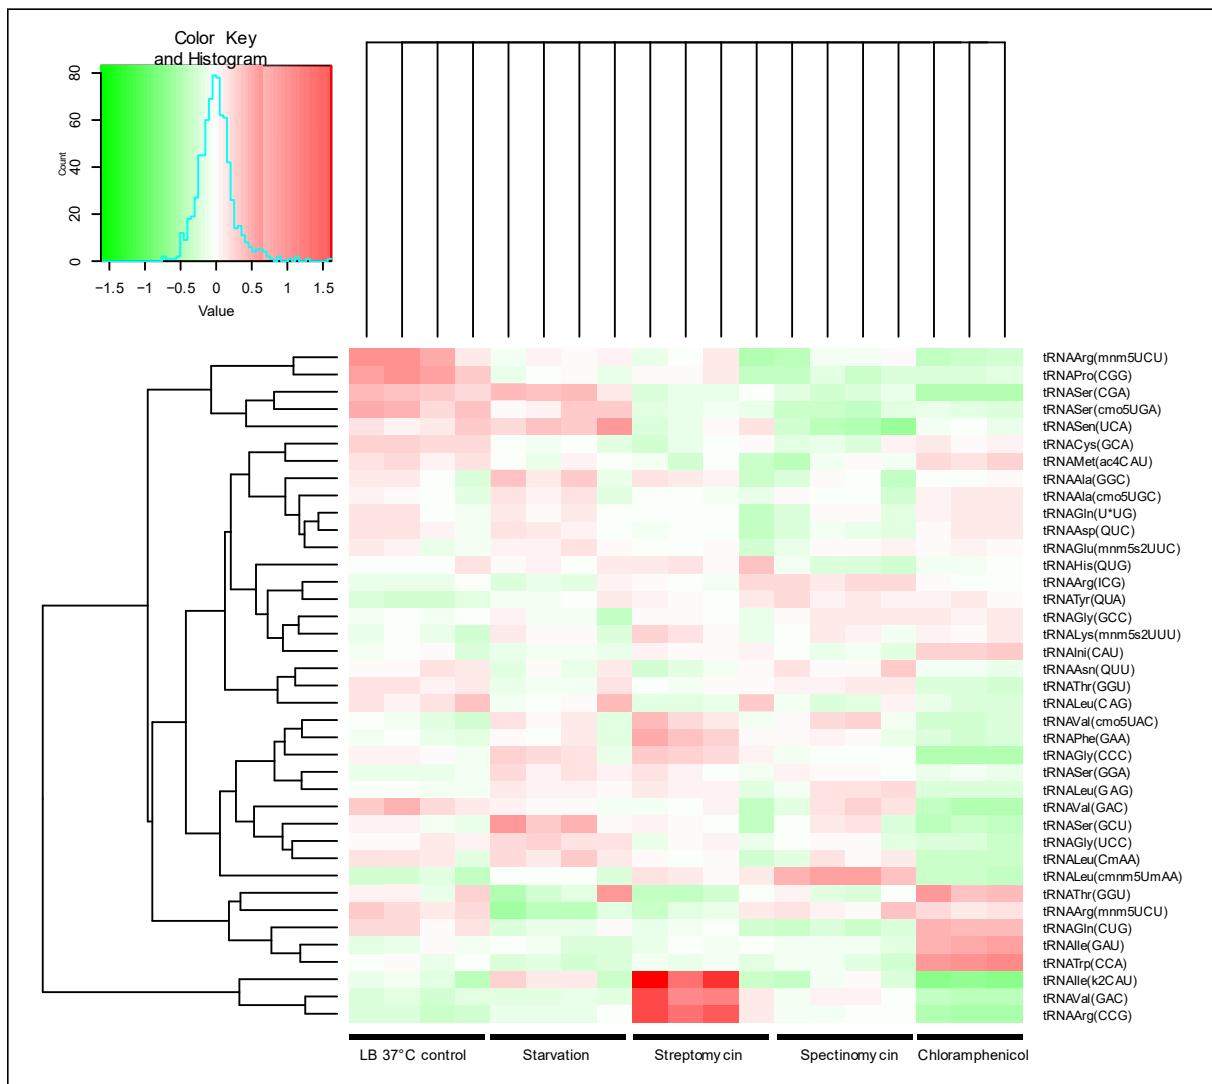 Color Key
and Histogram
Count
0 20 40 60 80
−1.5 −1 −0.5 0 0.5 1 1.5
Value
tRNAArg(mnm5UCU)
tRNAPro(CGG)
tRNASer(CGA)
tRNASer(cmo5UGA)
tRNASen(UCA)
tRNACys(GCA)
tRNAMet(ac4CAU)
tRNAAla(GGC)
tRNAAla(cmo5UGC)
tRNAGln(U*UG)
tRNAAsp(QUC)
tRNAGlu(mnm5s2UUC)
tRNAHis(QUG)
tRNAArg(ICG)
tRNATyr(QUA)
tRNAGly(GCC)
tRNALys(mnm5s2UUU)
tRNAIni(CAU)
tRNAAsn(QUU)
tRNAThr(GGU)
tRNALeu(CAG)
tRNAVal(cmo5UAC)
tRNAPhe(GAA)
tRNAGly(CCC)
tRNASer(GGA)
tRNALeu(GAG)
tRNAVal(GAC)
tRNASer(GCU)
tRNAGly(UCC)
tRNALeu(CmAA)
tRNALeu(cmnm5UmAA)
tRNAThr(GGU)
tRNAArg(mnm5UCU)
tRNAGln(CUG)
tRNAIle(GAU)
tRNATrp(CCA)
tRNAIle(k2CAU)
tRNAVal(GAC)
tRNAArg(CCG)
LB 37°C control Starvation Streptomycin Spectinomycin Chloramphenicol